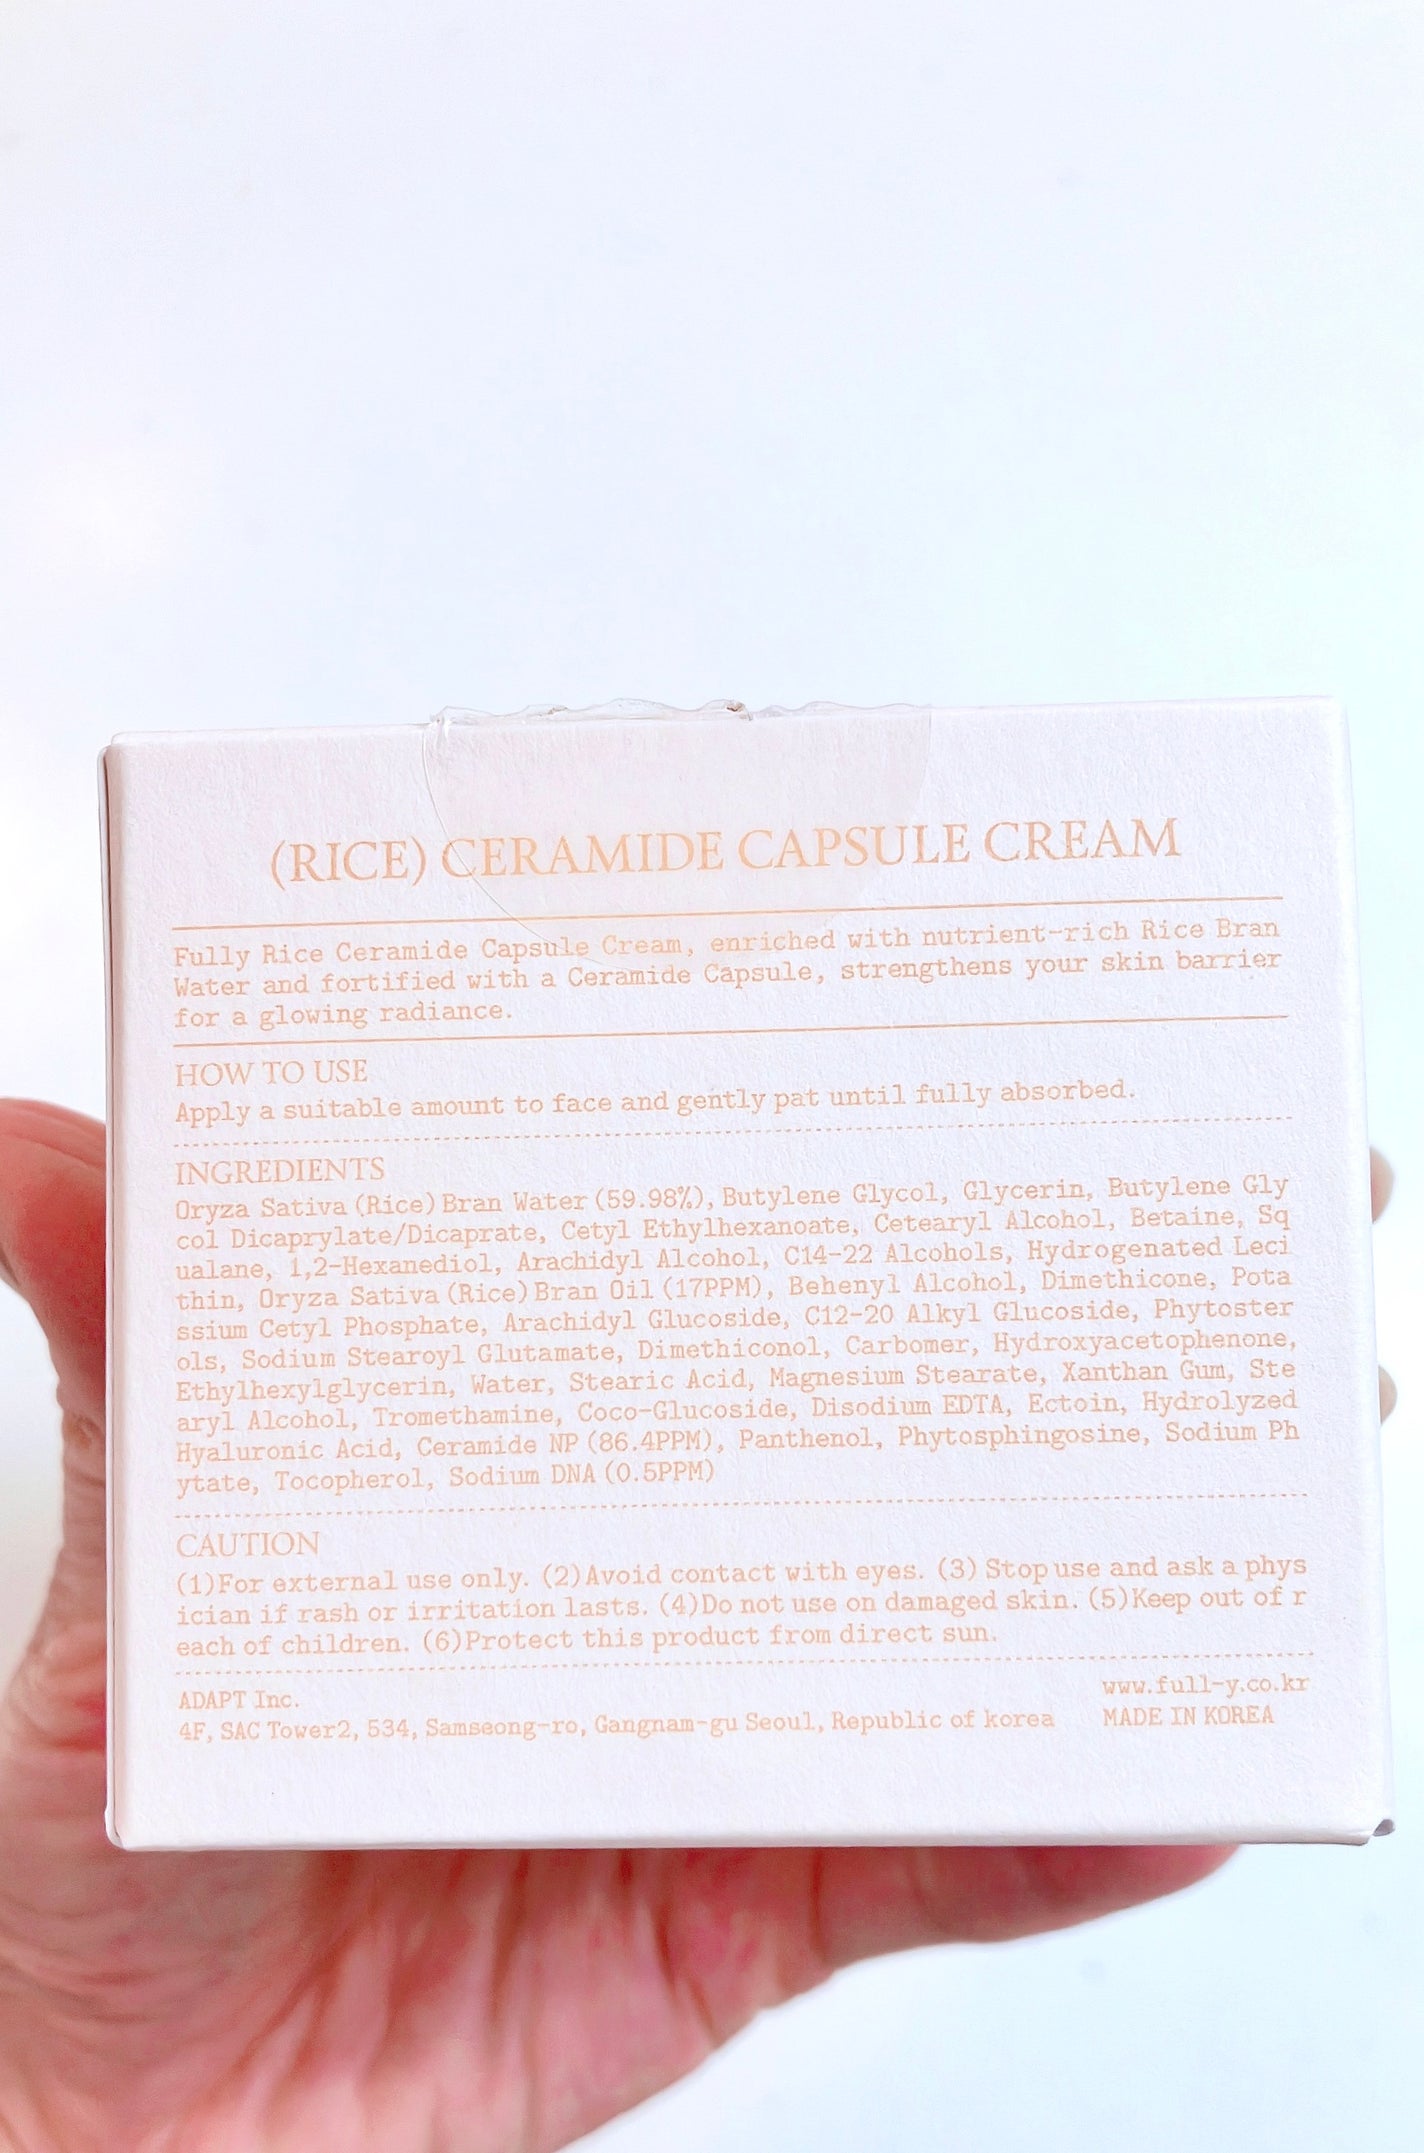 (RICE) CERAMIDE CAPSULE CREAM
Fully Rice Ceramide Capsule Cream, enriched with nutrient-rich Rice Bran
Water and fortified with a Ceramide Capsule, strengthens your skin barrier
for a glowing radiance.
HOW TO USE
Apply a suitable amount to face and gently pat until fully absorbed.
INGREDIENTS
Oryza Sativa (Rice) Bran Water (59.98%), Butylene Glycol, Glycerin, Butylene Gly
col Dicaprylate/Dicaprate, Cetyl Ethylhexanoate, Cetearyl Alcohol, Betaine, Sq
ualane, 1,2-Hexanediol, Arachidyl Alcohol, C14-22 Alcohols, Hydrogenated Leci
thin, Oryza Sativa (Rice) Bran Oil (17PPM), Behenyl Alcohol, Dimethicone, Pota
ssium Cetyl Phosphate, Arachidyl Glucoside, C12-20 Alkyl Glucoside, Phytoster
ols, Sodium Stearoyl Glutamate, Dimethiconol, Carbomer, Hydroxyacetophenone,
Ethylhexylglycerin, Water, Stearic Acid, Magnesium Stearate, Xanthan Gum, Ste
aryl Alcohol, Tromethamine, Coco-Glucoside, Disodium EDTA, Ectoin, Hydrolyzed
Hyaluronic Acid, Ceramide NP (86.4PPM), Panthenol, Phytosphingosine, Sodium Ph
ytate, Tocopherol, Sodium DNA (0.5PPM)
CAUTION
(1)For external use only. (2)Avoid contact with eyes. (3) Stop use and ask a phys
ician if rash or irritation lasts. (4)Do not use on damaged skin. (5)Keep out of r
each of children. (6)Protect this product from direct sun.
ADAPT Inc.
4F, SAC Tower2, 534, Samseong-ro, Gangnam-gu Seoul, Republic of korea
www.full-y.co.kr
MADE IN KOREA